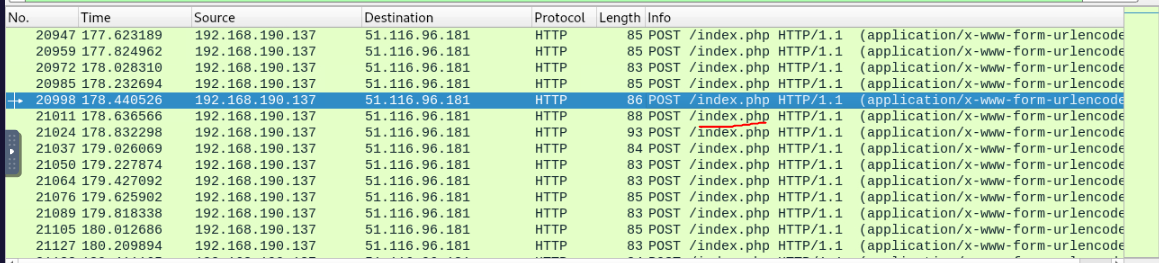 No. Time Source Destination Protocol Length Info
20947 177.623189 192.168.190.137 51.116.96.181 HTTP 85 POST /index.php HTTP/1.1 (application/x-www-form-urlencode
20959 177.824962 192.168.190.137 51.116.96.181 HTTP 85 POST /index.php HTTP/1.1 (application/x-www-form-urlencode
20972 178.028310 192.168.190.137 51.116.96.181 HTTP 83 POST /index.php HTTP/1.1 (application/x-www-form-urlencode
20985 178.232694 192.168.190.137 51.116.96.181 HTTP 85 POST /index.php HTTP/1.1 (application/x-www-form-urlencode
20998 178.440526 192.168.190.137 51.116.96.181 HTTP 86 POST /index.php HTTP/1.1 (application/x-www-form-urlencode
21011 178.636566 192.168.190.137 51.116.96.181 HTTP 88 POST /index.php HTTP/1.1 (application/x-www-form-urlencode
21024 178.832298 192.168.190.137 51.116.96.181 HTTP 93 POST /index.php HTTP/1.1 (application/x-www-form-urlencode
21037 179.026069 192.168.190.137 51.116.96.181 HTTP 84 POST /index.php HTTP/1.1 (application/x-www-form-urlencode
21050 179.227874 192.168.190.137 51.116.96.181 HTTP 83 POST /index.php HTTP/1.1 (application/x-www-form-urlencode
21064 179.427092 192.168.190.137 51.116.96.181 HTTP 83 POST /index.php HTTP/1.1 (application/x-www-form-urlencode
21076 179.625902 192.168.190.137 51.116.96.181 HTTP 85 POST /index.php HTTP/1.1 (application/x-www-form-urlencode
21089 179.818338 192.168.190.137 51.116.96.181 HTTP 83 POST /index.php HTTP/1.1 (application/x-www-form-urlencode
21105 180.012686 192.168.190.137 51.116.96.181 HTTP 85 POST /index.php HTTP/1.1 (application/x-www-form-urlencode
21127 180.209894 192.168.190.137 51.116.96.181 HTTP 83 POST /index.php HTTP/1.1 (application/x-www-form-urlencode